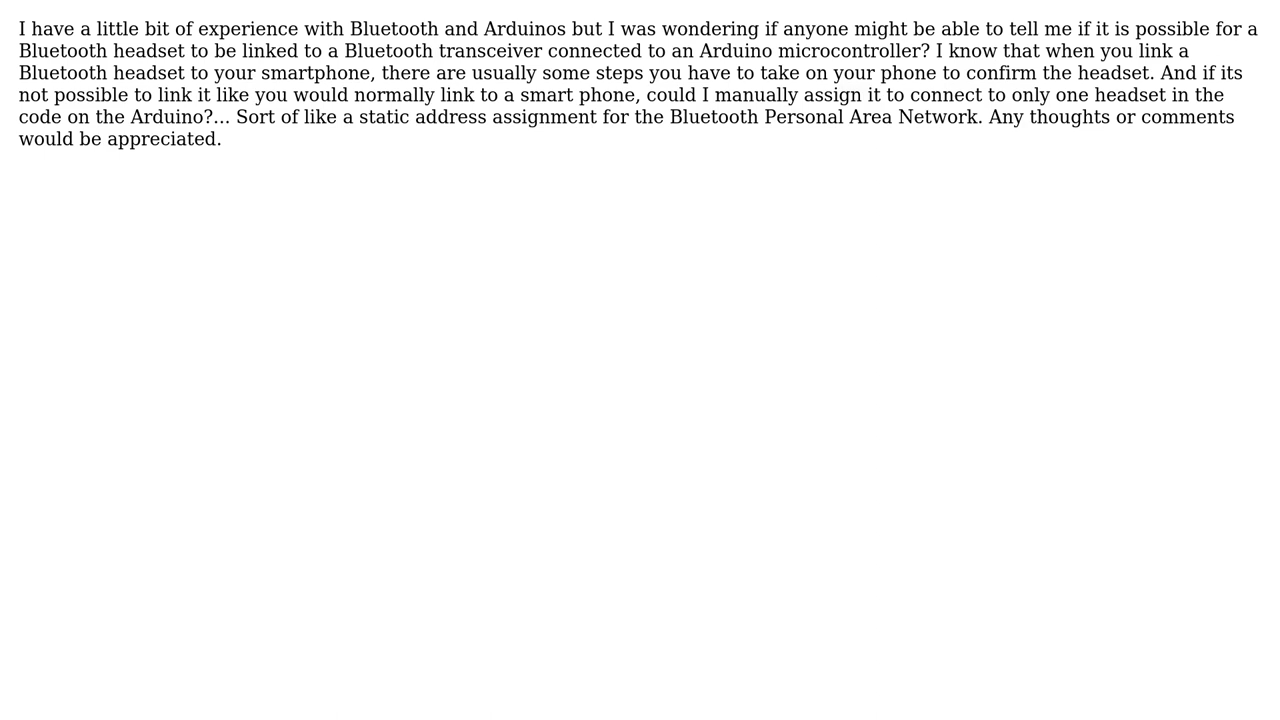 I have a little bit of experience with Bluetooth and Arduinos but I was wondering if anyone might be able to tell me if it is possible for a
Bluetooth headset to be linked to a Bluetooth transceiver connected to an Arduino microcontroller? I know that when you link a
Bluetooth headset to your smartphone, there are usually some steps you have to take on your phone to confirm the headset. And if its
not possible to link it like you would normally link to a smart phone, could I manually assign it to connect to only one headset in the
code on the Arduino?... Sort of like a static address assignment for the Bluetooth Personal Area Network. Any thoughts or comments
would be appreciated.